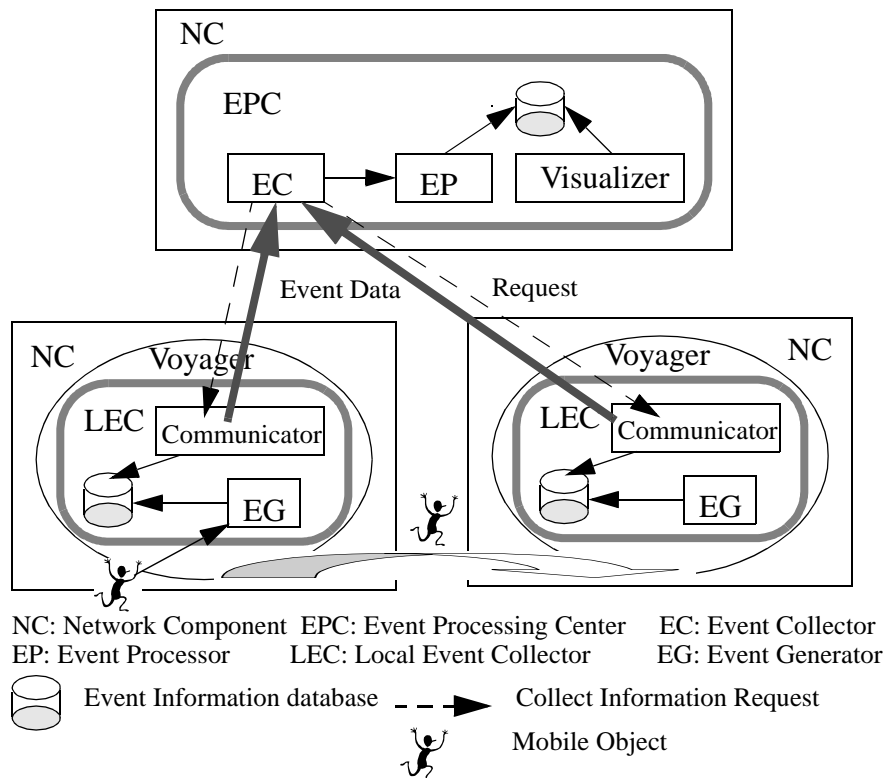 NC
EPC
EC
EP
Visualizer
Event Data
Request
NC
Voyager
LEC
Communicator
EG
Voyager
NC
LEC
Communicator
EG
NC: Network Component EPC: Event Processing Center EC: Event Collector
EP: Event Processor LEC: Local Event Collector EG: Event Generator
Event Information database Collect Information Request
Mobile Object